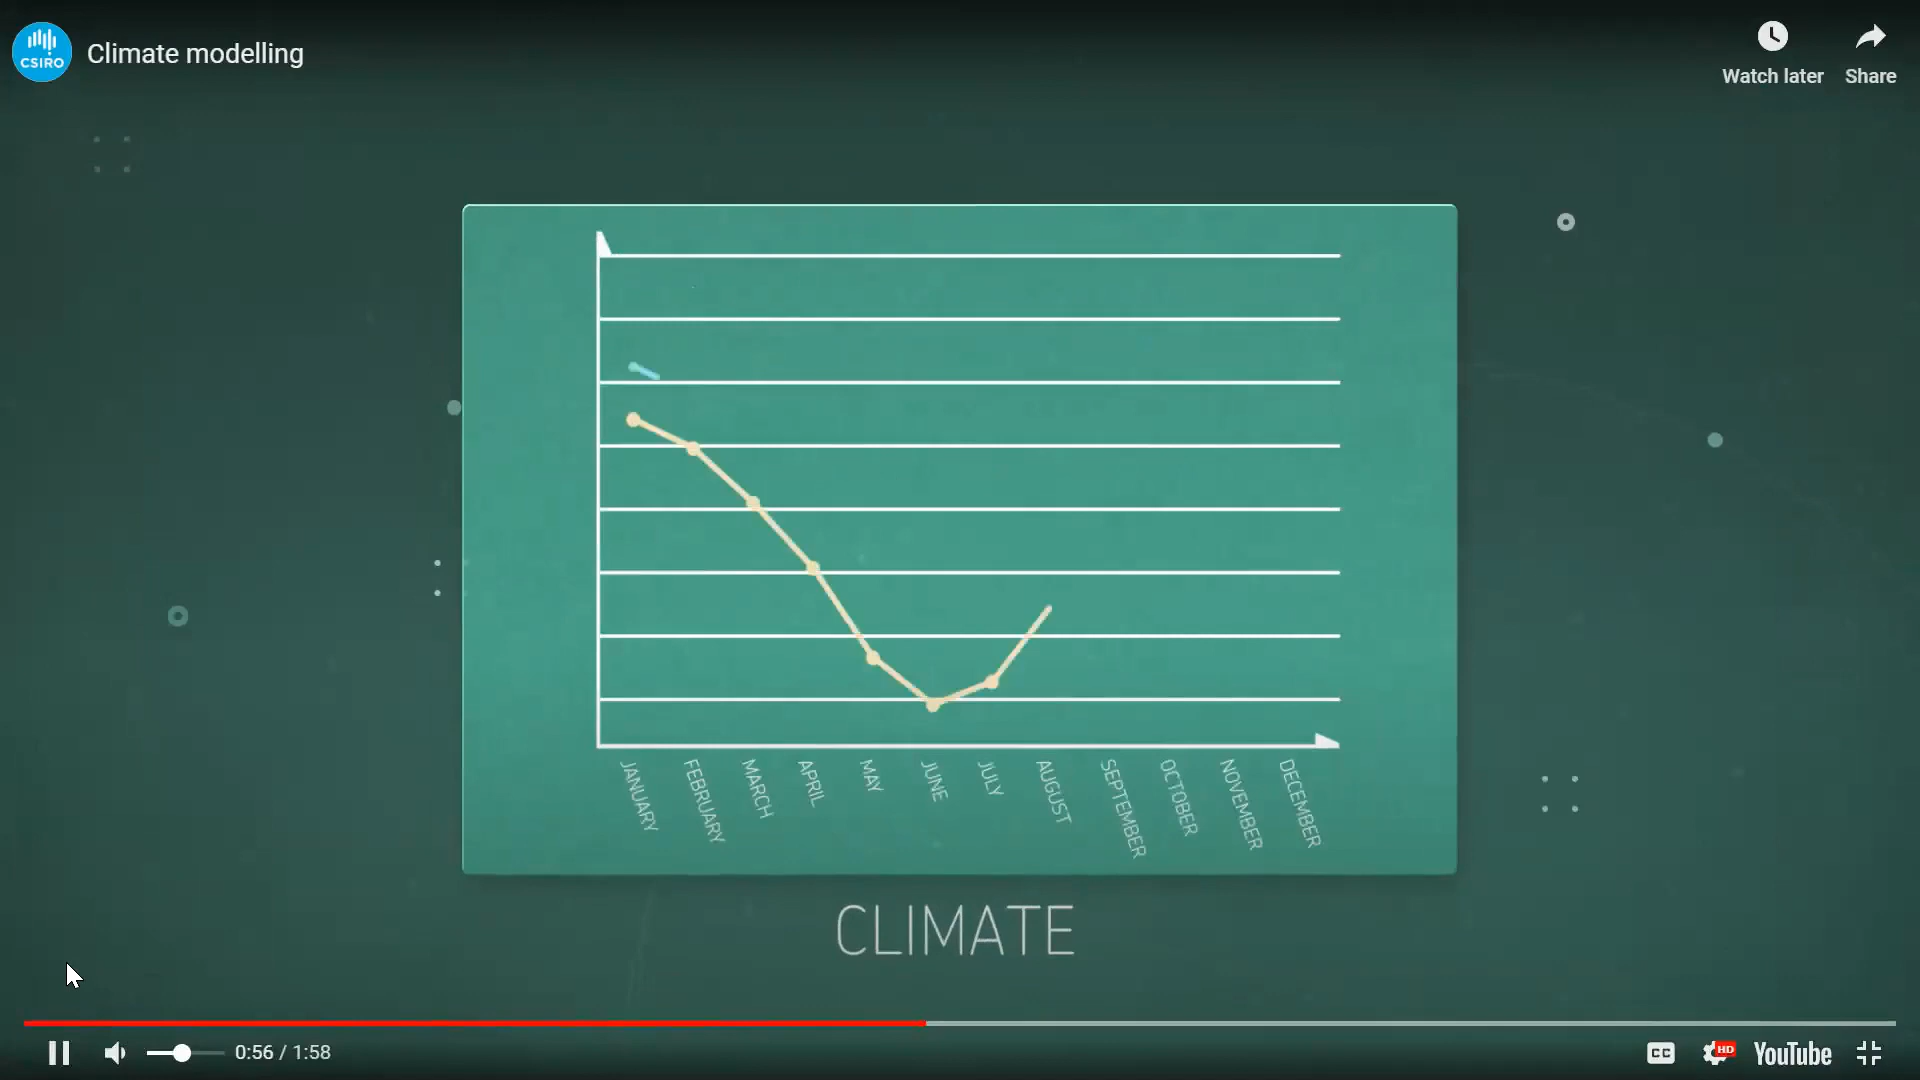 CSIRO
Climate modelling
Watch later
Share
JANUARY
FEBRUARY
MARCH
APRIL
MAY
JUNE
JULY
AUGUST
SEPTEMBER
OCTOBER
NOVEMBER
DECEMBER
CLIMATE
0:56 / 1:58
CC
HD
YouTube